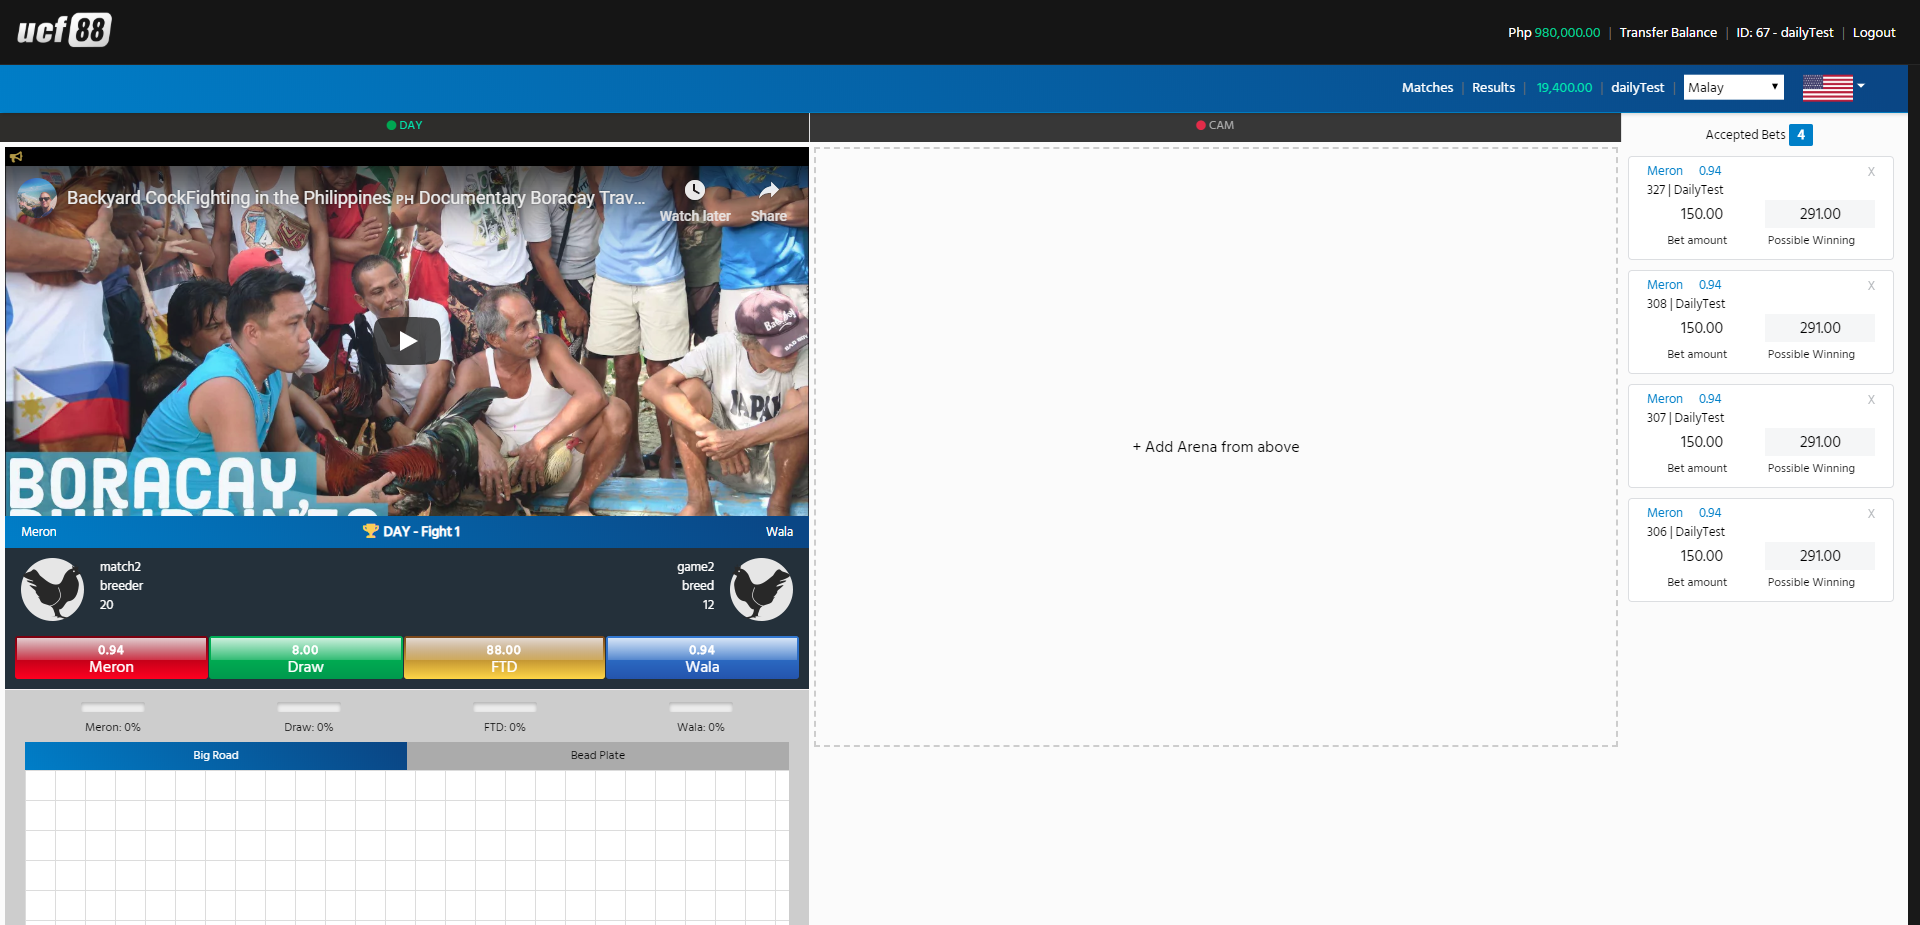 ucf 88
Php 980,000.00 | Transfer Balance | ID: 67 - dailyTest | Logout
Matches | Results | 19,400.00 | dailyTest | Malay
DAY
CAM
Accepted Bets 4
Backyard CockFighting in the Philippines PH Documentary Boracay Trav...
Watch later
Share
JAPAN
BORACAY,
Meron
DAY - Fight 1
Wala
match2
breeder
20
game2
breed
12
0.94
Meron
8.00
Draw
88.00
FTD
0.94
Wala
Meron: 0%
Draw: 0%
FTD: 0%
Wala: 0%
Big Road
Bead Plate
+ Add Arena from above
Meron 0.94 X
327 | DailyTest
150.00 291.00
Bet amount Possible Winning
Meron 0.94 X
308 | DailyTest
150.00 291.00
Bet amount Possible Winning
Meron 0.94 X
307 | DailyTest
150.00 291.00
Bet amount Possible Winning
Meron 0.94 X
306 | DailyTest
150.00 291.00
Bet amount Possible Winning